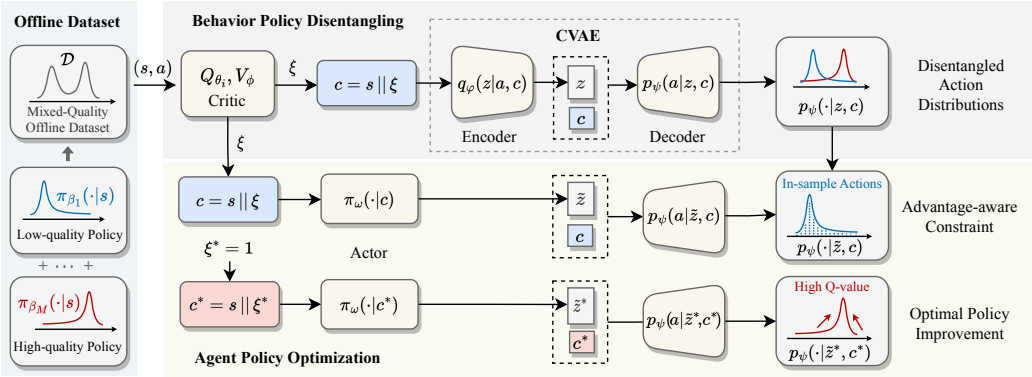 Offline Dataset
𝒟
Mixed-Quality
Offline Dataset
π_{β_1}(·|s)
Low-quality Policy
+ ··· +
π_{β_M}(·|s)
High-quality Policy
(s, a)
Behavior Policy Disentangling
Q_{θ_i}, V_ϕ
Critic
ξ
c = s || ξ
CVAE
q_φ(z|a, c)
Encoder
z
c
p_ψ(a|z, c)
Decoder
p_ψ(·|z, c)
Disentangled
Action
Distributions
ξ
c = s || ξ
π_ω(·|c)
z̃
c
p_ψ(a|z̃, c)
In-sample Actions
p_ψ(·|z̃, c)
Advantage-aware
Constraint
ξ* = 1
Actor
c* = s || ξ*
π_ω(·|c*)
z̃*
c*
p_ψ(a|z̃*, c*)
High Q-value
p_ψ(·|z̃*, c*)
Optimal Policy
Improvement
Agent Policy Optimization